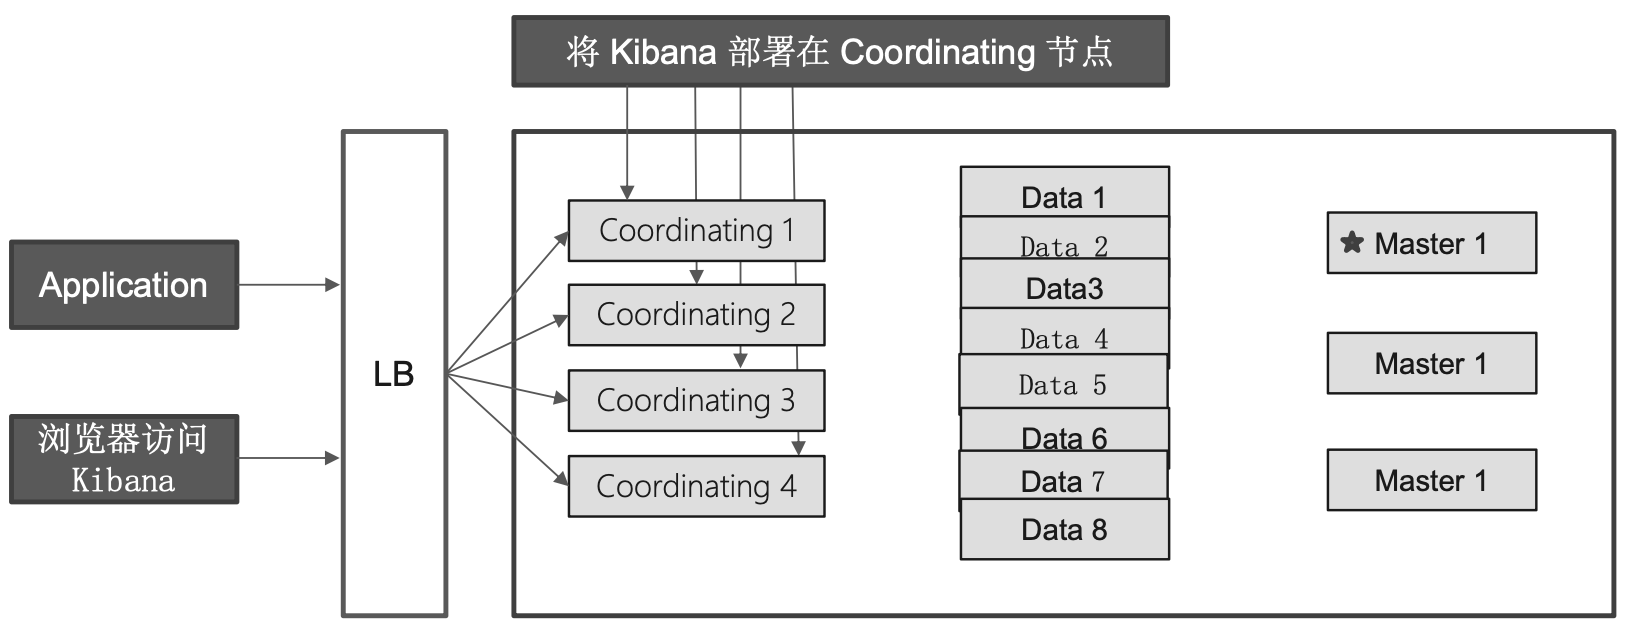 将 Kibana 部署在 Coordinating 节点
Application
浏览器访问
Kibana
LB
Coordinating 1
Coordinating 2
Coordinating 3
Coordinating 4
Data 1
Data 2
Data3
Data 4
Data 5
Data 6
Data 7
Data 8
Master 1
Master 1
Master 1